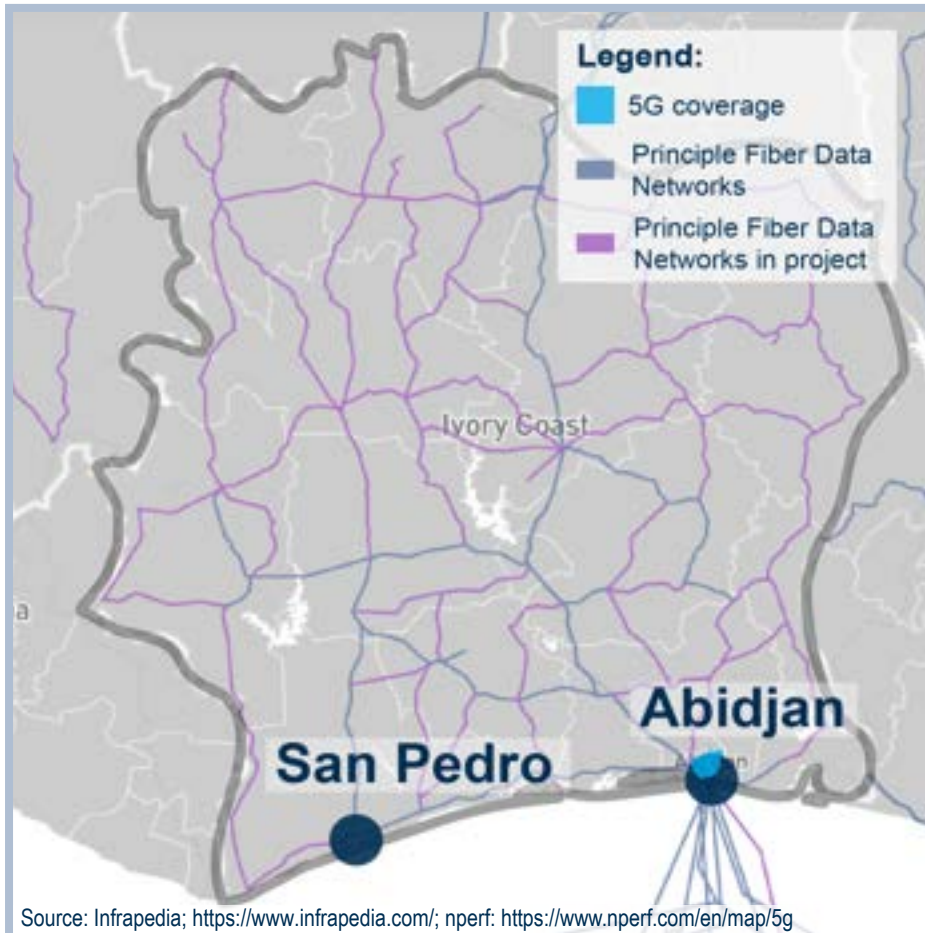 Legend:
5G coverage
Principle Fiber Data
Networks
Principle Fiber Data
Networks in project
Ivory Coast
a
Abidjan
San Pedro
Source: Infrapedia; https://www.infrapedia.com/; nperf: https://www.nperf.com/en/map/5g